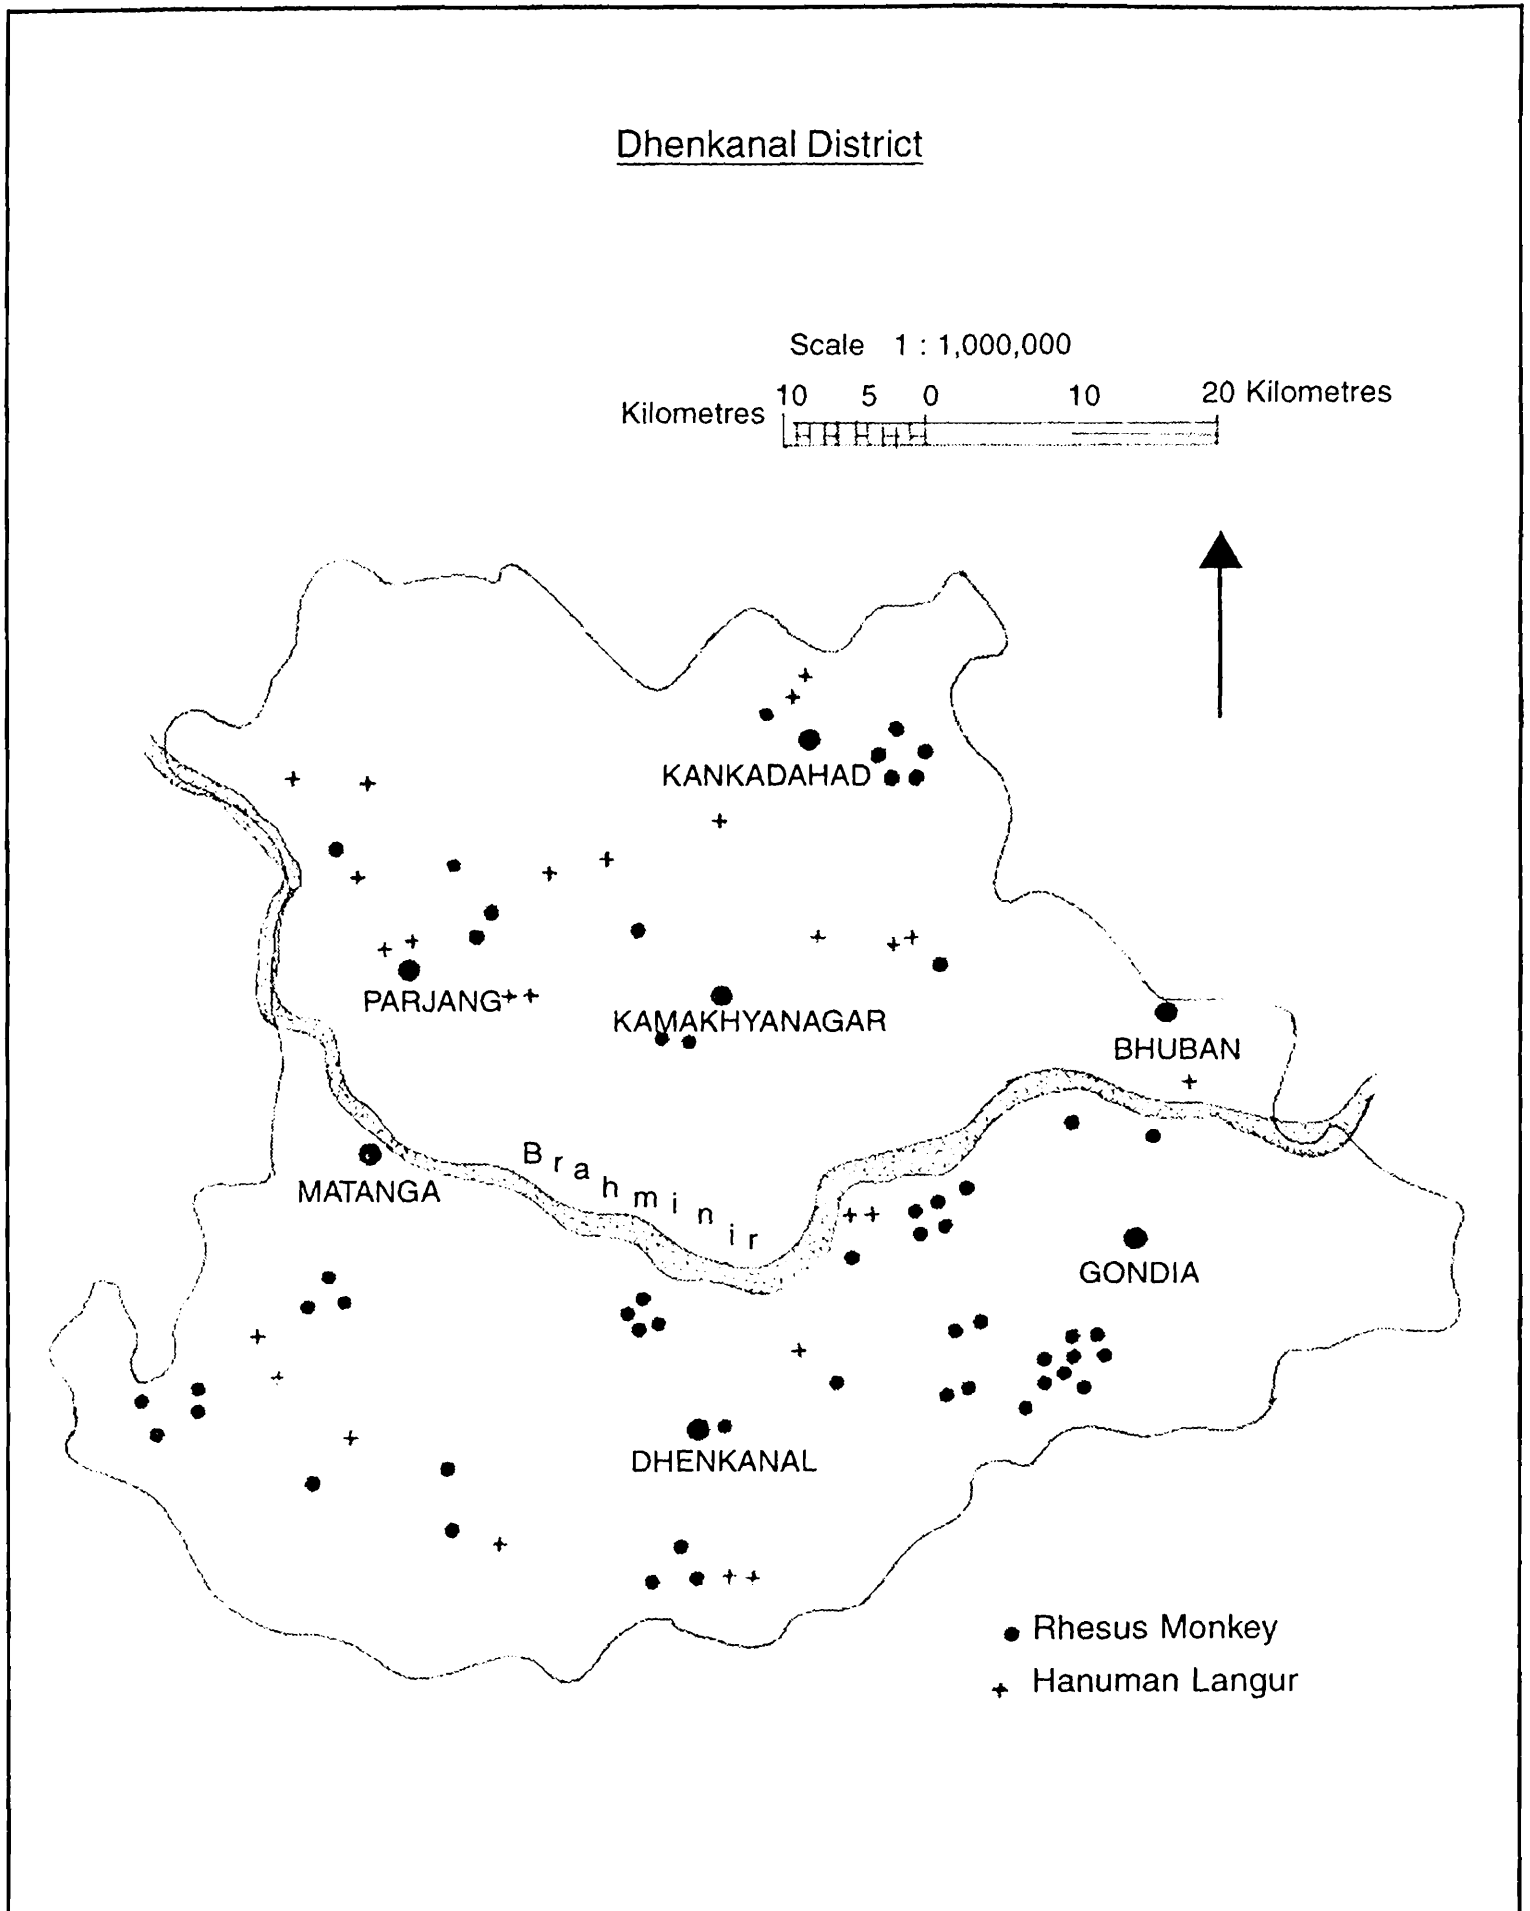 Dhenkanal District
Scale 1 : 1,000,000
10 5 0 10 20 Kilometres
Kilometres
KANKADAHAD
PARJANG
KAMAKHYANAGAR
BHUBAN
Brahmini r
MATANGA
GONDIA
DHENKANAL
Rhesus Monkey
Hanuman Langur